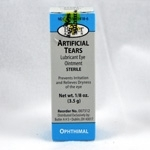 ARTIFICIAL
TEARS
Lubricant Eye
Ointment
STERILE
Prevents Irritation
and Relieves Dryness
of the eye
Net wt. 1/8 oz.
(3.5 g)
OPHTHIMAL